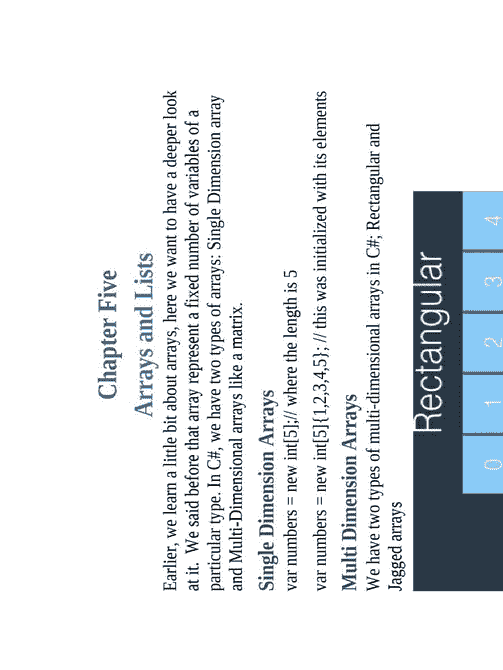 Chapter Five
Arrays and Lists
Earlier, we learn a little bit about arrays, here we want to have a deeper look
at it.  We said before that array represent a fixed number of variables of a
particular type. In C#, we have two types of arrays: Single Dimension array
and Multi-Dimensional arrays like a matrix.
Single Dimension Arrays
var numbers = new int[5];// where the length is 5
var numbers = new int[5]{1,2,3,4,5}; // this was initialized with its elements
Multi Dimension Arrays
We have two types of multi-dimensional arrays in C#; Rectangular and
Jagged arrays
Rectangular
0 1 2 3 4